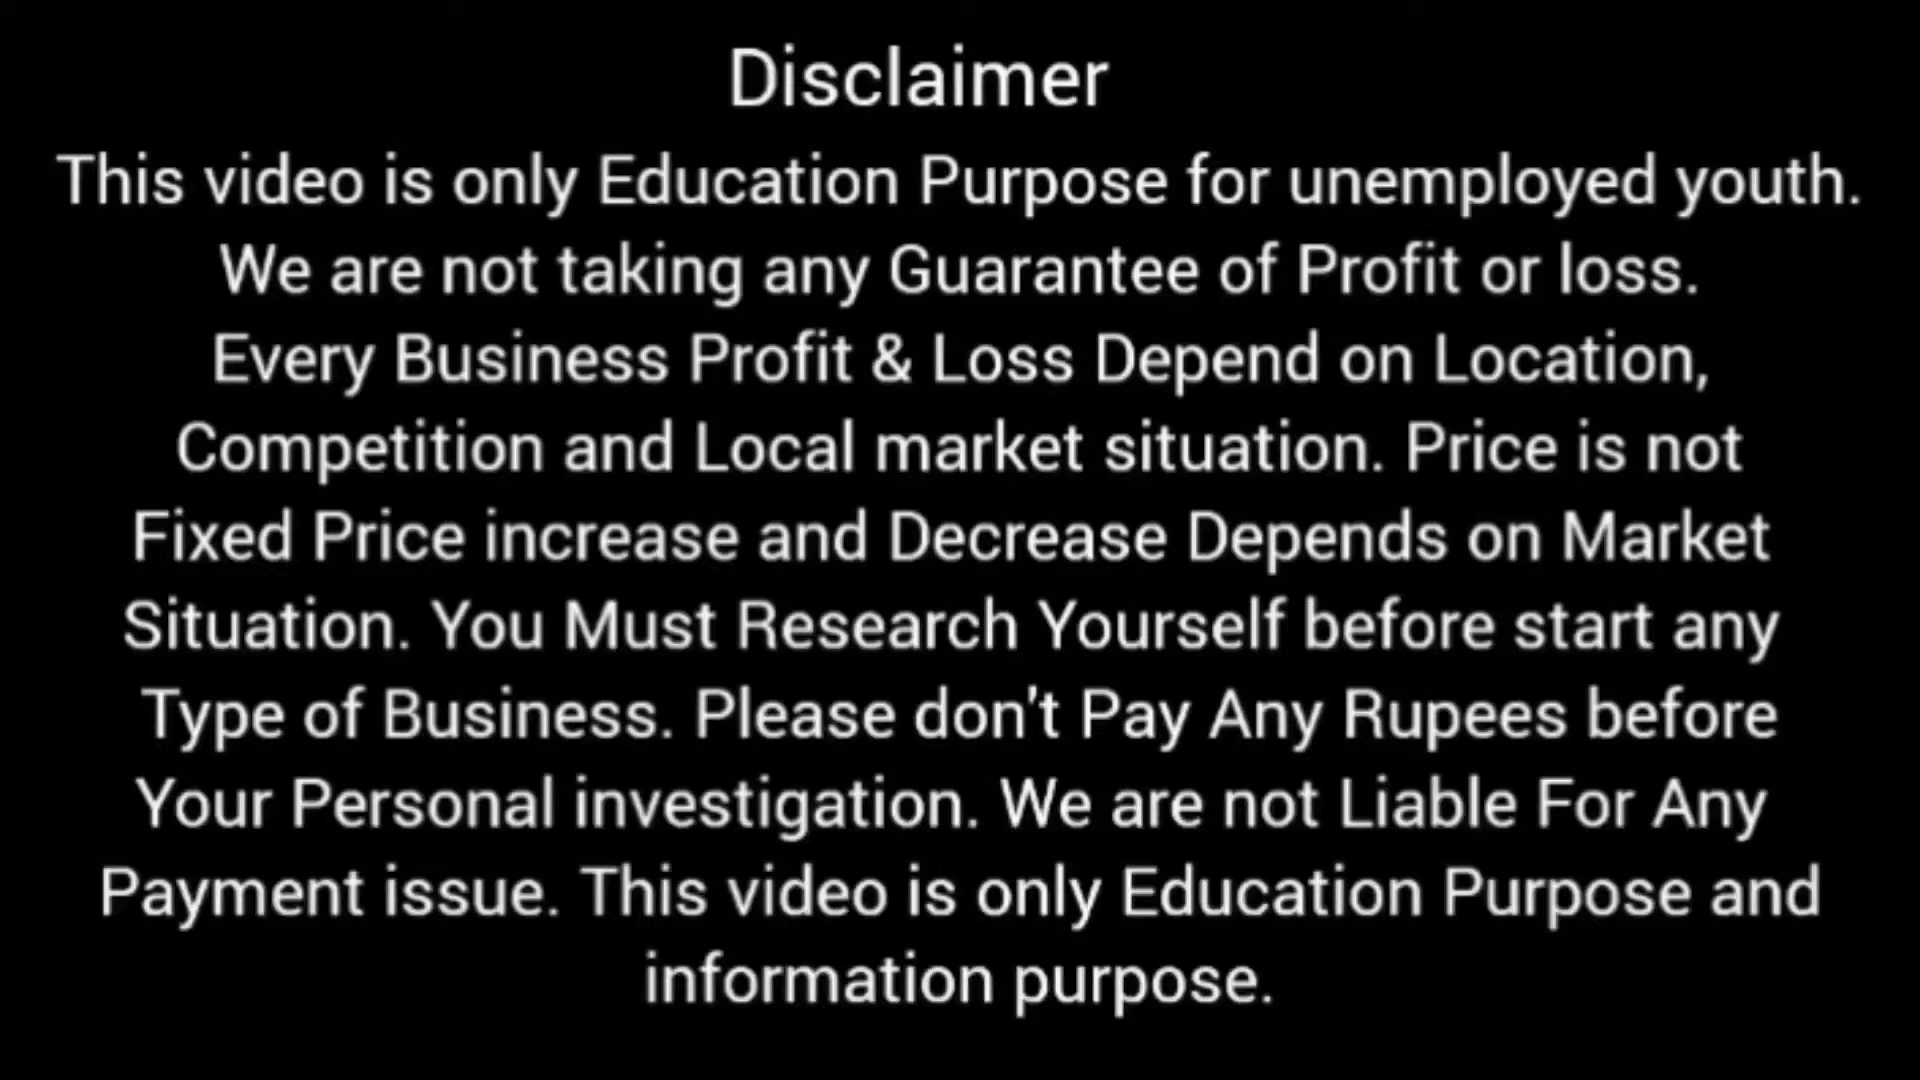 Disclaimer
This video is only Education Purpose for unemployed youth.
We are not taking any Guarantee of Profit or loss.
Every Business Profit & Loss Depend on Location,
Competition and Local market situation. Price is not
Fixed Price increase and Decrease Depends on Market
Situation. You Must Research Yourself before start any
Type of Business. Please don't Pay Any Rupees before
Your Personal investigation. We are not Liable For Any
Payment issue. This video is only Education Purpose and
information purpose.